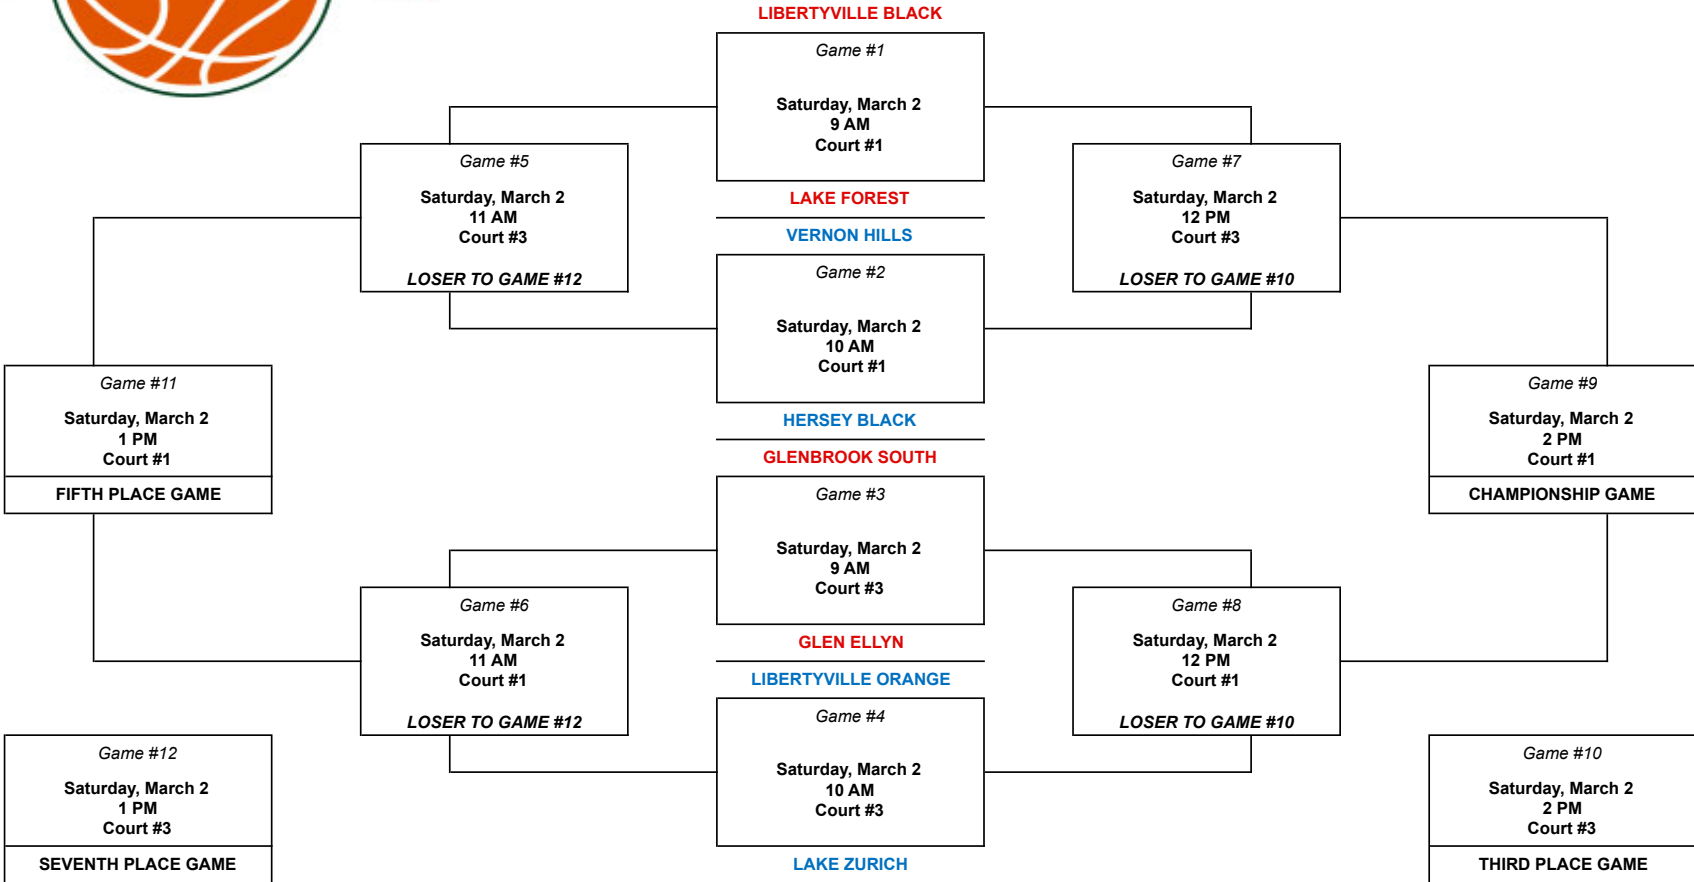 LIBERTYVILLE BLACK
Game #1
Saturday, March 2
9 AM
Court #1
LAKE FOREST
Game #5
Saturday, March 2
11 AM
Court #3
LOSER TO GAME #12
Game #7
Saturday, March 2
12 PM
Court #3
LOSER TO GAME #10
VERNON HILLS
Game #2
Saturday, March 2
10 AM
Court #1
HERSEY BLACK
Game #11
Saturday, March 2
1 PM
Court #1
FIFTH PLACE GAME
Game #9
Saturday, March 2
2 PM
Court #1
CHAMPIONSHIP GAME
GLENBROOK SOUTH
Game #3
Saturday, March 2
9 AM
Court #3
GLEN ELLYN
Game #6
Saturday, March 2
11 AM
Court #1
LOSER TO GAME #12
Game #8
Saturday, March 2
12 PM
Court #1
LOSER TO GAME #10
LIBERTYVILLE ORANGE
Game #4
Saturday, March 2
10 AM
Court #3
LAKE ZURICH
Game #12
Saturday, March 2
1 PM
Court #3
SEVENTH PLACE GAME
Game #10
Saturday, March 2
2 PM
Court #3
THIRD PLACE GAME